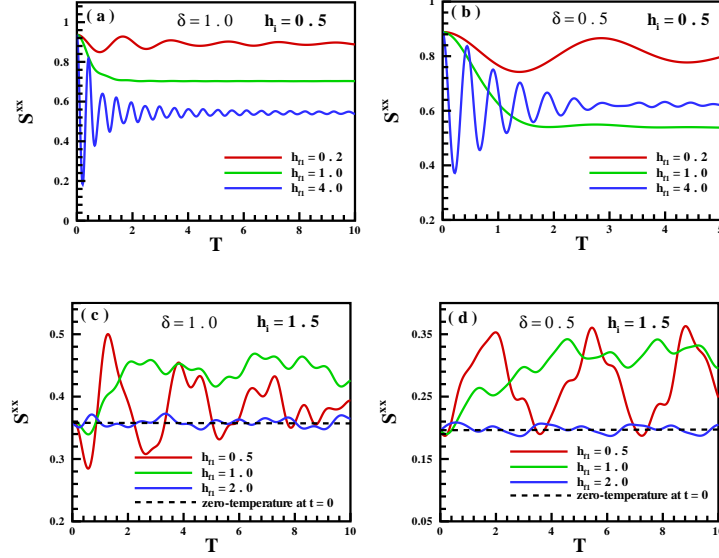 ( a ) δ = 1.0 h_i = 0.5
1
0.8
0.6
0.4
0.2
0
S^xx
h_f1 = 0.2
h_f1 = 1.0
h_f1 = 4.0
0 2 4 6 8 10
T
( b ) δ = 0.5 h_i = 0.5
1
0.8
0.6
0.4
0.2
S^xx
h_f1 = 0.2
h_f1 = 1.0
h_f1 = 4.0
0 1 2 3 4 5
T
( c ) δ = 1.0 h_i = 1.5
0.5
0.4
0.3
0.2
S^xx
h_f1 = 0.5
h_f1 = 1.0
h_f1 = 2.0
zero-temperature at t = 0
0 2 4 6 8 10
T
( d ) δ = 0.5 h_i = 1.5
0.35
0.25
0.15
0.05
S^xx
h_f1 = 0.5
h_f1 = 1.0
h_f1 = 2.0
zero-temperature at t = 0
0 2 4 6 8 10
T